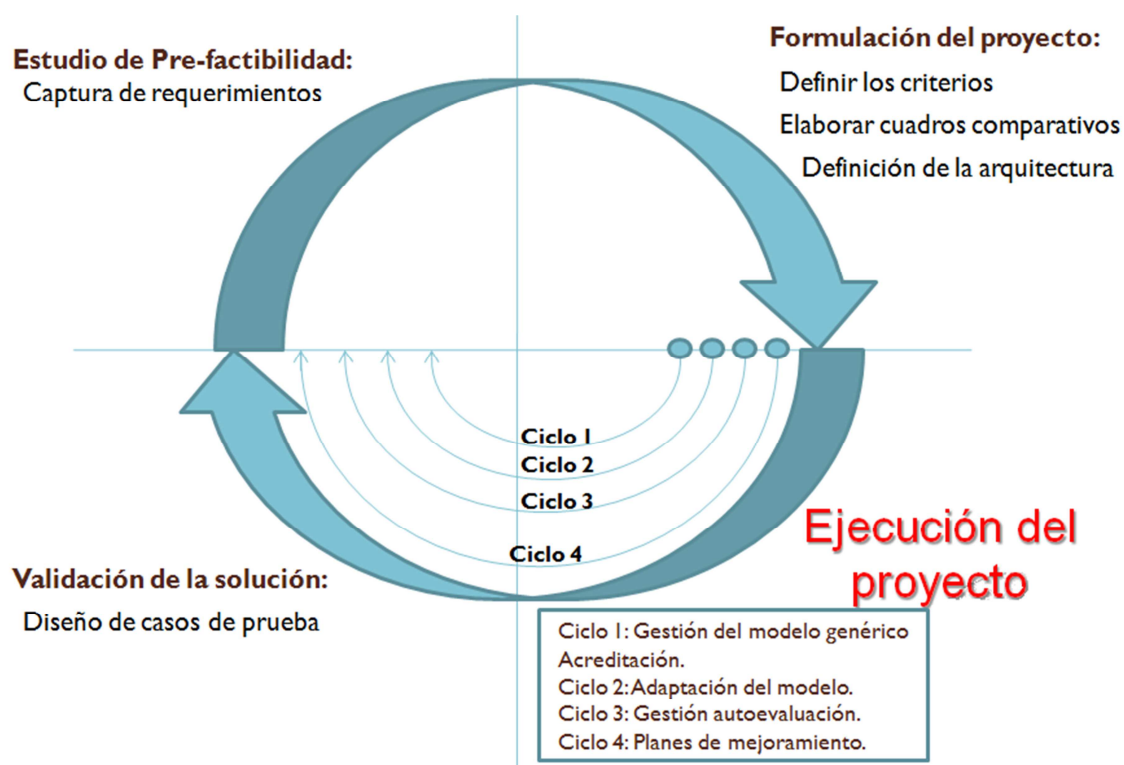 Estudio de Pre-factibilidad:
Captura de requerimientos
Formulación del proyecto:
Definir los criterios
Elaborar cuadros comparativos
Definición de la arquitectura
Ciclo 1
Ciclo 2
Ciclo 3
Ciclo 4
Ejecución del
proyecto
Validación de la solución:
Diseño de casos de prueba
Ciclo 1: Gestión del modelo genérico
Acreditación.
Ciclo 2: Adaptación del modelo.
Ciclo 3: Gestión autoevaluación.
Ciclo 4: Planes de mejoramiento.